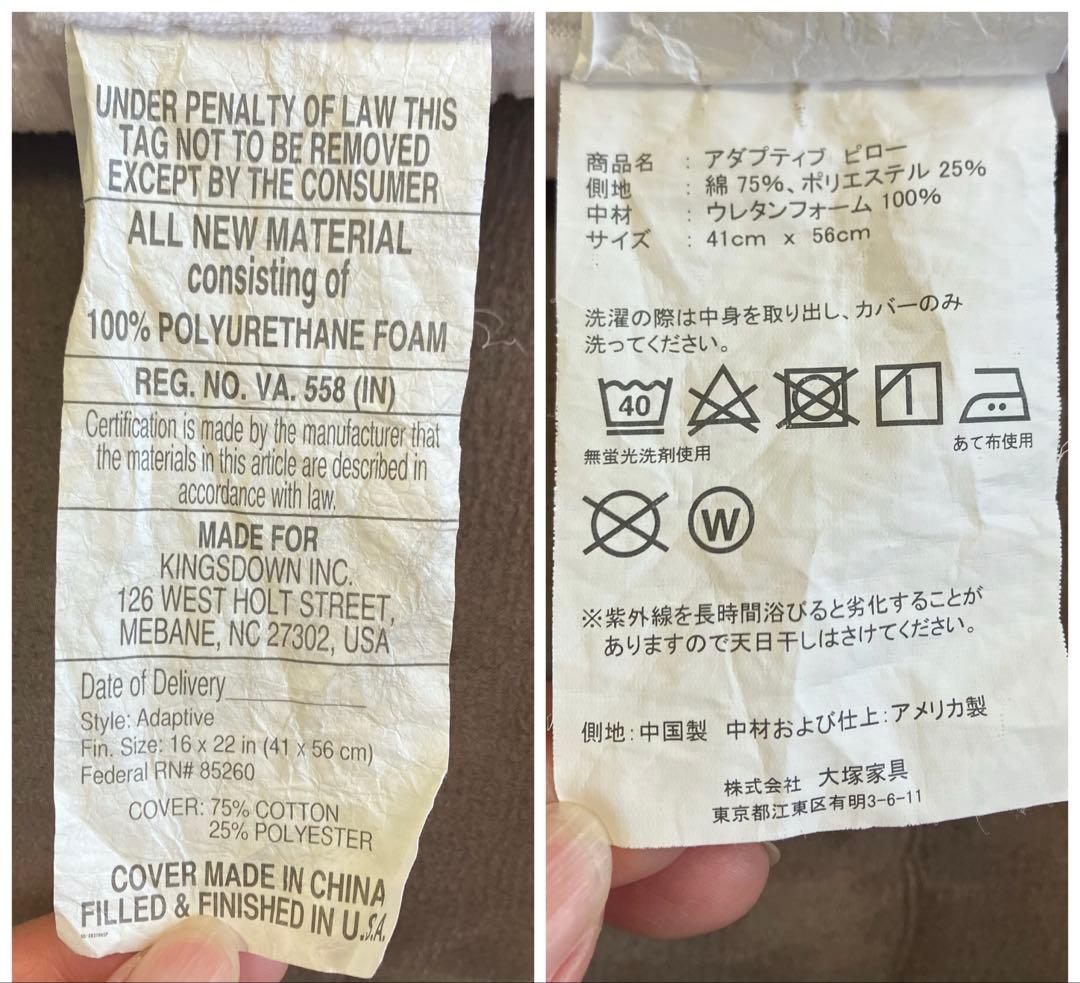 UNDER PENALTY OF LAW THIS
TAG NOT TO BE REMOVED
EXCEPT BY THE CONSUMER
ALL NEW MATERIAL
consisting of
100% POLYURETHANE FOAM
REG. NO. VA. 558 (IN)
Certification is made by the manufacturer that
the materials in this article are described in
accordance with law.
MADE FOR
KINGSDOWN INC.
126 WEST HOLT STREET,
MEBANE, NC 27302, USA
Date of Delivery
Style: Adaptive
Fin. Size: 16 x 22 in (41 x 56 cm)
Federal RN# 85260
COVER: 75% COTTON
25% POLYESTER
COVER MADE IN CHINA
FILLED & FINISHED IN U.S.A.
商品名 : アダプティブ ピロー
側地 : 綿 75%、ポリエステル 25%
中材 : ウレタンフォーム 100%
サイズ : 41cm x 56cm
洗濯の際は中身を取り出し、カバーのみ
洗ってください。
40
無蛍光洗剤使用
あて布使用
W
※紫外線を長時間浴びると劣化することが
ありますので天日干しはさけてください。
側地：中国製 中材および仕上：アメリカ製
株式会社 大塚家具
東京都江東区有明3-6-11